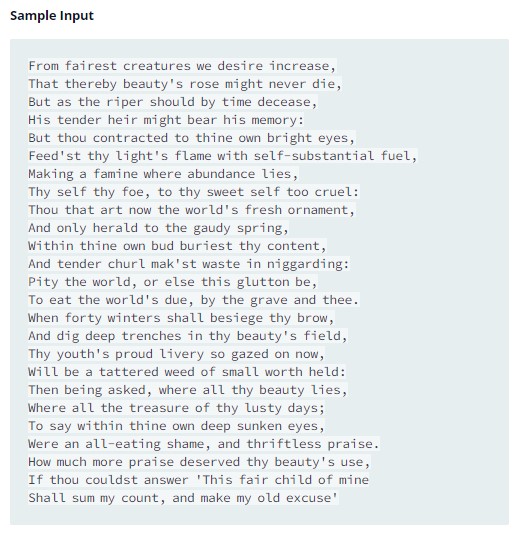 Sample Input
From fairest creatures we desire increase,
That thereby beauty's rose might never die,
But as the riper should by time decease,
His tender heir might bear his memory:
But thou contracted to thine own bright eyes,
Feed'st thy light's flame with self-substantial fuel,
Making a famine where abundance lies,
Thy self thy foe, to thy sweet self too cruel:
Thou that art now the world's fresh ornament,
And only herald to the gaudy spring,
Within thine own bud buriest thy content,
And tender churl mak'st waste in niggarding:
Pity the world, or else this glutton be,
To eat the world's due, by the grave and thee.
When forty winters shall besiege thy brow,
And dig deep trenches in thy beauty's field,
Thy youth's proud livery so gazed on now,
Will be a tattered weed of small worth held:
Then being asked, where all thy beauty lies,
Where all the treasure of thy lusty days;
To say within thine own deep sunken eyes,
Were an all-eating shame, and thriftless praise.
How much more praise deserved thy beauty's use,
If thou couldst answer 'This fair child of mine
Shall sum my count, and make my old excuse'